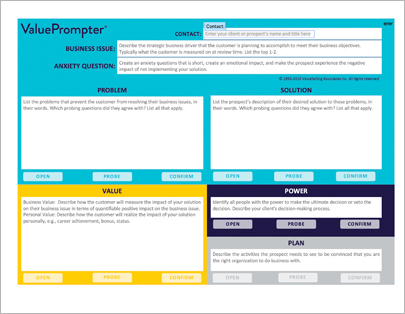 ValuePrompter
Contact
CONTACT: Enter your client or prospect's name and title here
BUSINESS ISSUE: Describe the strategic business driver that the customer is planning to accomplish to meet their business objectives.
Typically what the customer is measured on at review time. List the top 1-2.
ANXIETY QUESTION: Create an anxiety questions that is short, create an emotional impact, and make the prospect experience the negative
impact of not implementing your solution.
PROBLEM
List the problems that prevent the customer from resolving their business issues, in
their words. Which probing questions did they agree with? List all that apply.
OPEN PROBE CONFIRM
SOLUTION
List the prospect's description of their desired solution to those problems, in
their words. Which probing questions did they agree with? List all that apply.
OPEN PROBE CONFIRM
VALUE
Business Value: Describe how the customer will measure the impact of your solution
on their business issue in terms of quantifiable positive impact on the business issue.
Personal Value: Describe how the customer will realize the impact of your solution
personally, e.g., career achievement, bonus, status.
OPEN PROBE CONFIRM
POWER
Identify all people with the power to make the ultimate decision or veto the
decision. Describe your client's decision-making process.
OPEN PROBE CONFIRM
PLAN
Describe the activities the prospect needs to see to be convinced that you are
the right organization to do business with.
OPEN PROBE CONFIRM